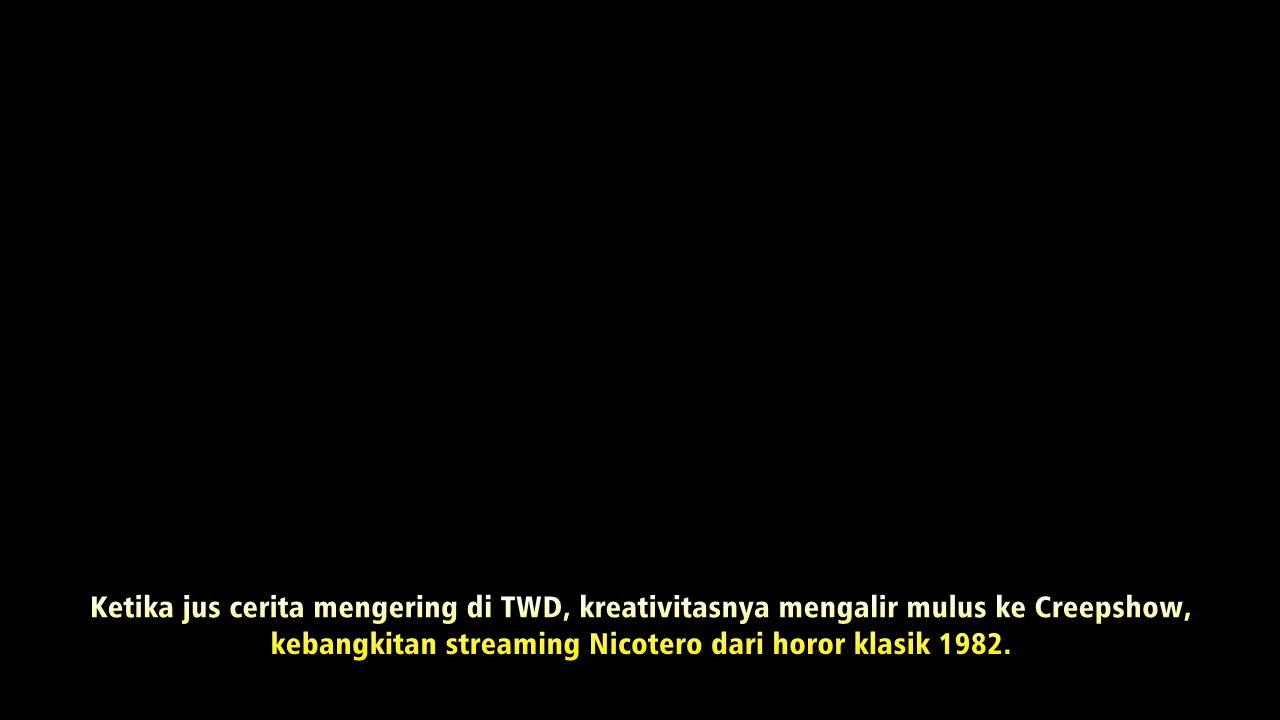 Ketika jus cerita mengering di TWD, kreativitasnya mengalir mulus ke Creepshow,
kebangkitan streaming Nicotero dari horor klasik 1982.